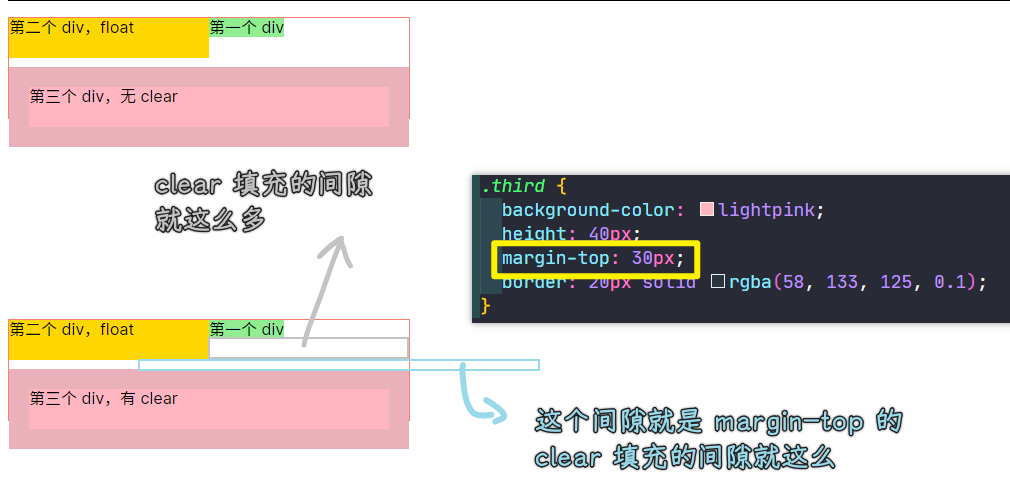 第二个 div，float 第一个 div
第三个 div，无 clear
clear 填充的间隙
就这么多
.third {
background-color: lightpink;
height: 40px;
margin-top: 30px;
border: 20px solid rgba(58, 133, 125, 0.1);
}
第二个 div，float 第一个 div
第三个 div，有 clear
这个间隙就是 margin-top 的
clear 填充的间隙就这么